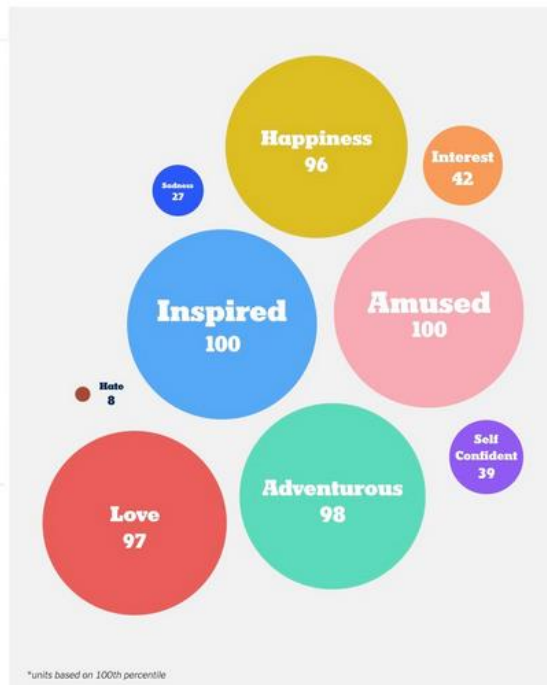 Happiness
96
Interest
42
Sadness
27
Inspired
100
Amused
100
Hate
8
Self
Confident
39
Adventurous
98
Love
97
*units based on 100th percentile